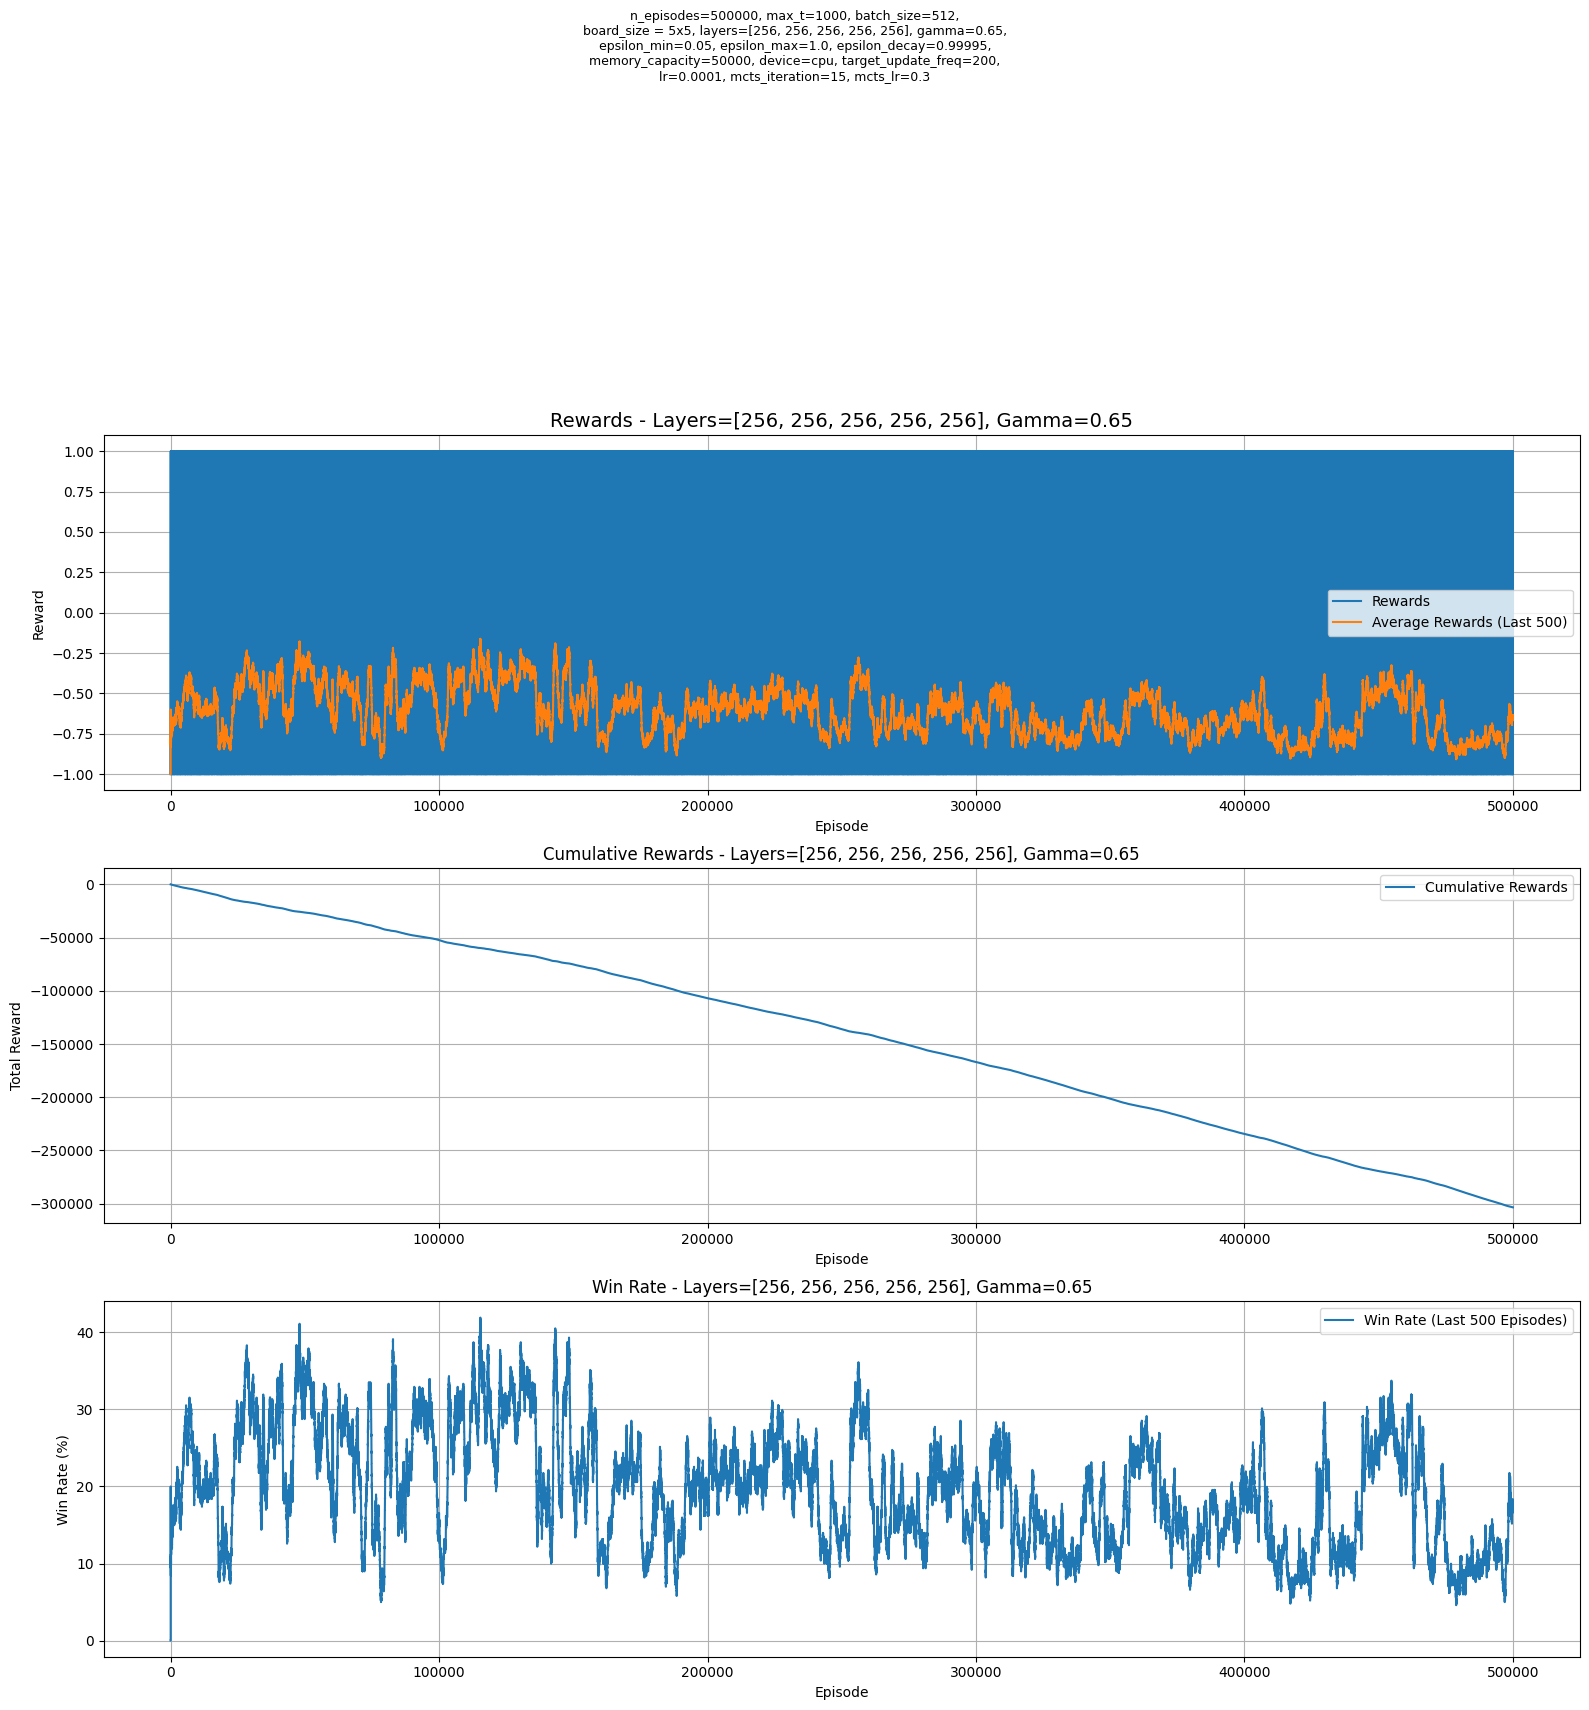 n_episodes=500000, max_t=1000, batch_size=512,
board_size = 5x5, layers=[256, 256, 256, 256, 256], gamma=0.65,
epsilon_min=0.05, epsilon_max=1.0, epsilon_decay=0.99995,
memory_capacity=50000, device=cpu, target_update_freq=200,
lr=0.0001, mcts_iteration=15, mcts_lr=0.3
Rewards - Layers=[256, 256, 256, 256, 256], Gamma=0.65
1.00
0.75
0.50
0.25
0.00
−0.25
−0.50
−0.75
−1.00
Reward
Rewards
Average Rewards (Last 500)
0 100000 200000 300000 400000 500000
Episode
Cumulative Rewards - Layers=[256, 256, 256, 256, 256], Gamma=0.65
0
−50000
−100000
−150000
−200000
−250000
−300000
Total Reward
Cumulative Rewards
0 100000 200000 300000 400000 500000
Episode
Win Rate - Layers=[256, 256, 256, 256, 256], Gamma=0.65
40
30
20
10
0
Win Rate (%)
Win Rate (Last 500 Episodes)
0 100000 200000 300000 400000 500000
Episode